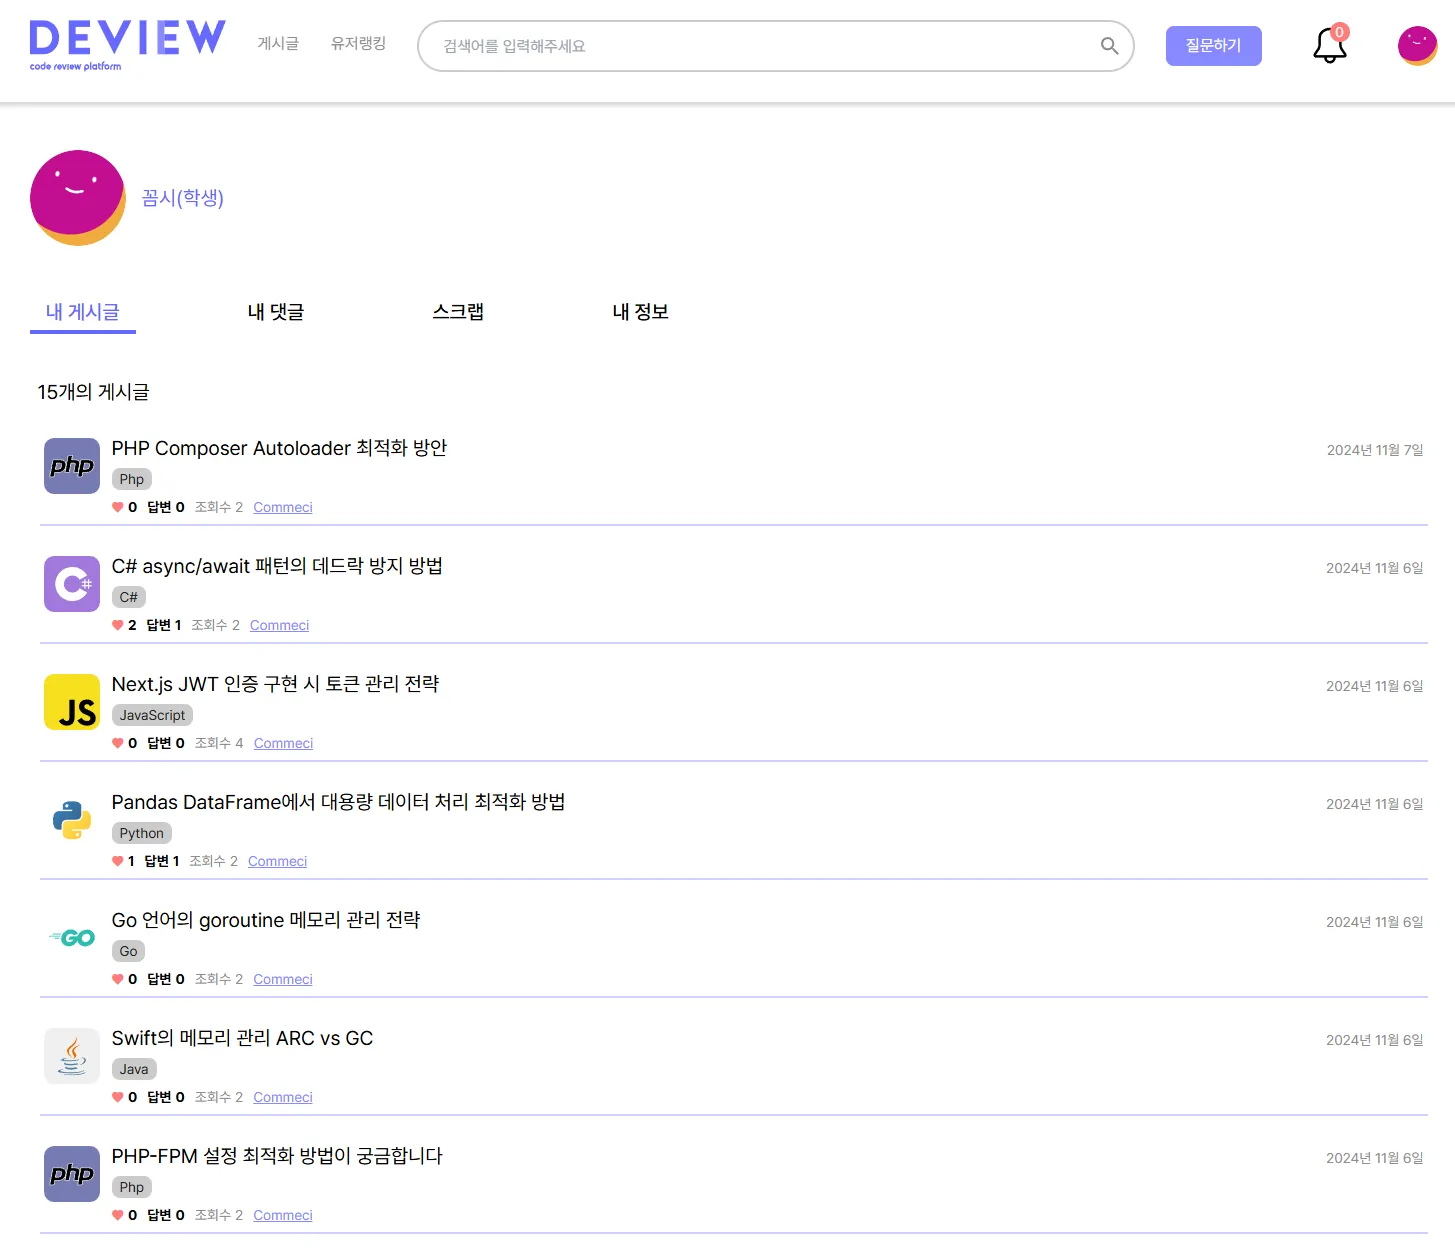 DEVIEW
code review platform
게시글 유저랭킹 검색어를 입력해주세요 질문하기 0
꼼시(학생)
내 게시글 내 댓글 스크랩 내 정보
15개의 게시글
php PHP Composer Autoloader 최적화 방안 2024년 11월 7일
Php
0 답변 0 조회수 2 Commeci
C# C# async/await 패턴의 데드락 방지 방법 2024년 11월 6일
C#
2 답변 1 조회수 2 Commeci
JS Next.js JWT 인증 구현 시 토큰 관리 전략 2024년 11월 6일
JavaScript
0 답변 0 조회수 4 Commeci
Pandas DataFrame에서 대용량 데이터 처리 최적화 방법 2024년 11월 6일
Python
1 답변 1 조회수 2 Commeci
GO Go 언어의 goroutine 메모리 관리 전략 2024년 11월 6일
Go
0 답변 0 조회수 2 Commeci
Swift의 메모리 관리 ARC vs GC 2024년 11월 6일
Java
0 답변 0 조회수 2 Commeci
php PHP-FPM 설정 최적화 방법이 궁금합니다 2024년 11월 6일
Php
0 답변 0 조회수 2 Commeci